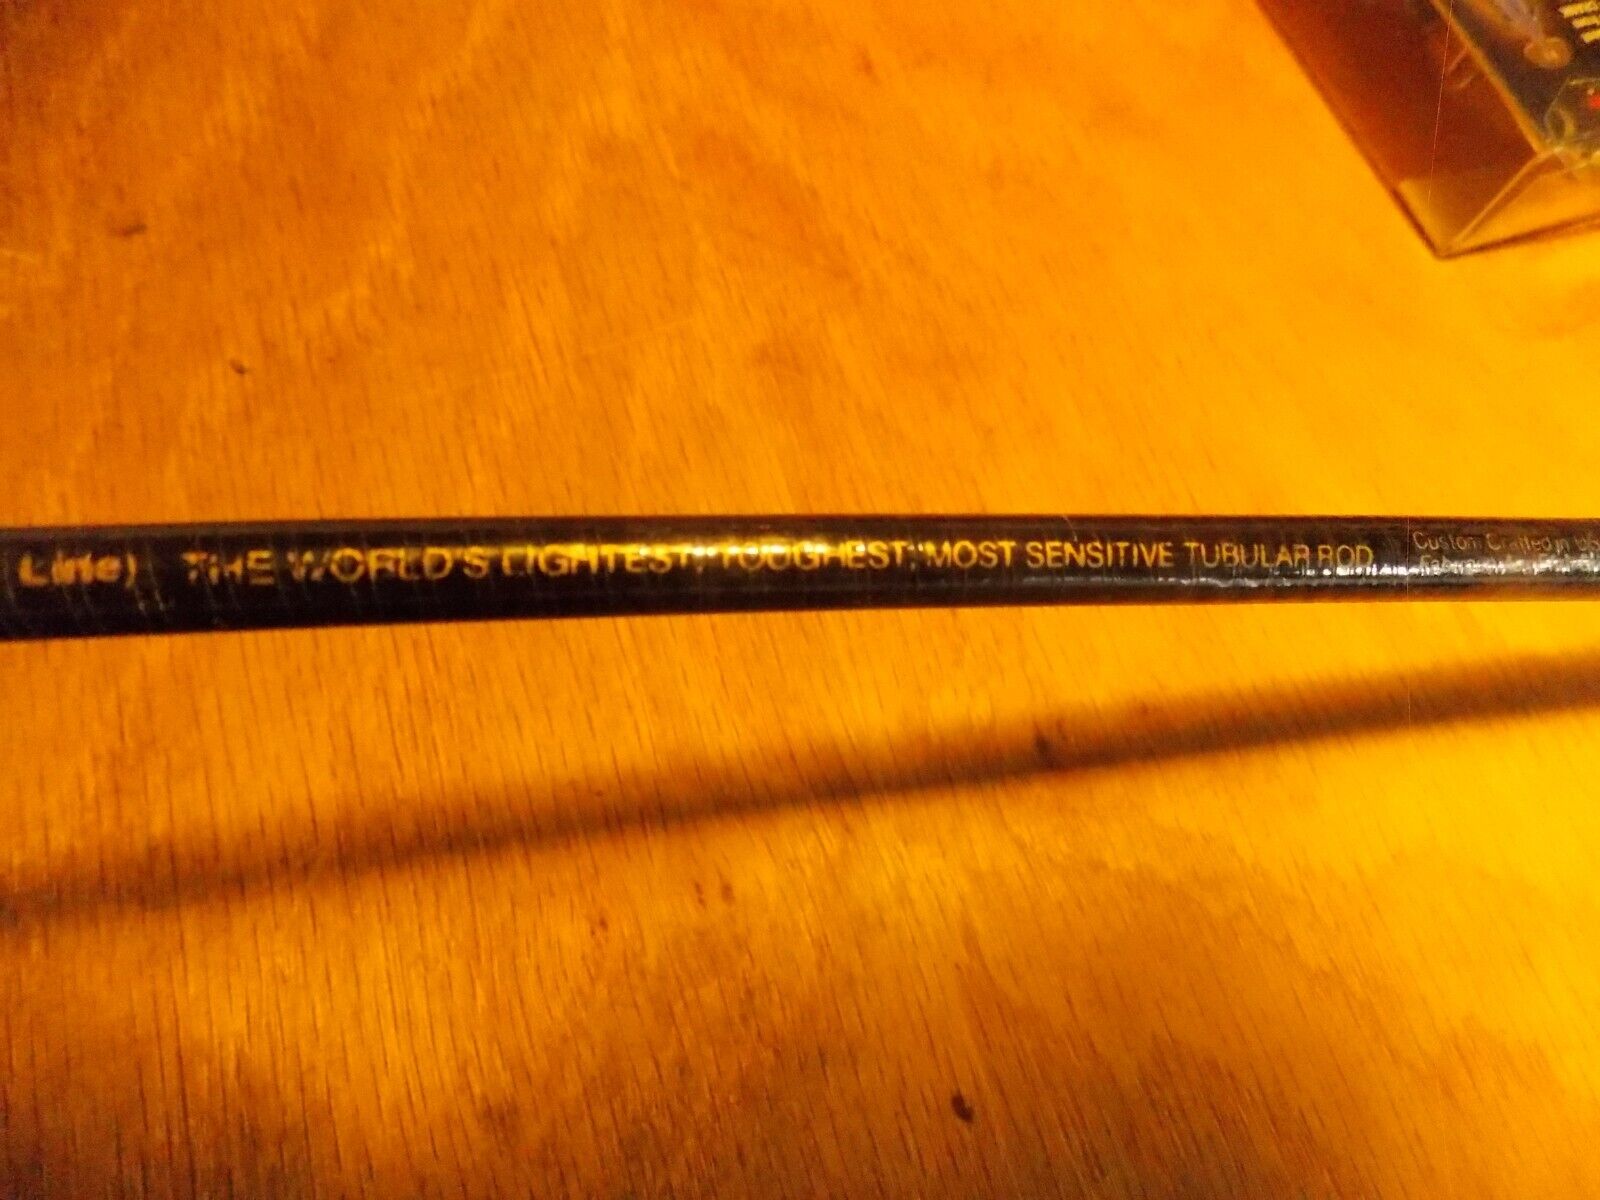 Line) THE WORLD'S LIGHTEST, TOUGHEST, MOST SENSITIVE TUBULAR ROD
Custom Crafted in